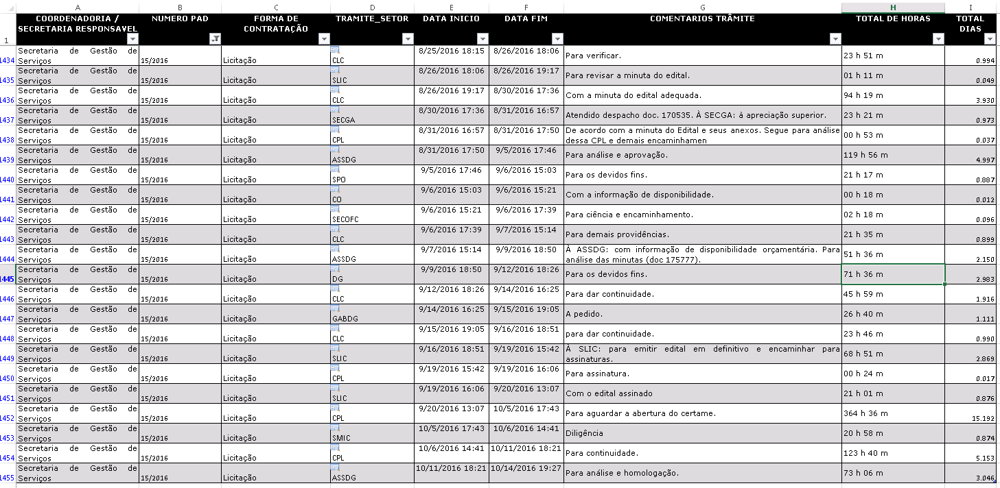 A B C D E F G H I
COORDENADORIA / NUMERO PAD FORMA DE TRAMITE_SETOR DATA INICIO DATA FIM COMENTARIOS TRÂMITE TOTAL DE HORAS TOTAL
SECRETARIA RESPONSAVEL CONTRATAÇÃO DIAS
1
Secretaria de Gestão de 8/25/2016 18:15 8/26/2016 18:06 Para verificar. 23 h 51 m
1434 Serviços 15/2016 Licitação CLC 0.994
Secretaria de Gestão de 8/26/2016 18:06 8/26/2016 19:17 Para revisar a minuta do edital. 01 h 11 m
1435 Serviços 15/2016 Licitação SLIC 0.049
Secretaria de Gestão de 8/26/2016 19:17 8/30/2016 17:36 Com a minuta do edital adequada. 94 h 19 m
1436 Serviços 15/2016 Licitação CLC 3.930
Secretaria de Gestão de 8/30/2016 17:36 8/31/2016 16:57 Atendido despacho doc. 170535. À SECGA: à apreciação superior. 23 h 21 m
1437 Serviços 15/2016 Licitação SECGA 0.973
Secretaria de Gestão de 8/31/2016 16:57 8/31/2016 17:50 De acordo com a minuta do Edital e seus anexos. Segue para análise 00 h 53 m
1438 Serviços 15/2016 Licitação CPL dessa CPL e demais encaminhamen 0.037
Secretaria de Gestão de 8/31/2016 17:50 9/5/2016 17:46 Para análise e aprovação. 119 h 56 m
1439 Serviços 15/2016 Licitação ASSDG 4.997
Secretaria de Gestão de 9/5/2016 17:46 9/6/2016 15:03 Para os devidos fins. 21 h 17 m
1440 Serviços 15/2016 Licitação SPO 0.887
Secretaria de Gestão de 9/6/2016 15:03 9/6/2016 15:21 Com a informação de disponibilidade. 00 h 18 m
1441 Serviços 15/2016 Licitação CO 0.012
Secretaria de Gestão de 9/6/2016 15:21 9/6/2016 17:39 Para ciência e encaminhamento. 02 h 18 m
1442 Serviços 15/2016 Licitação SECOFC 0.096
Secretaria de Gestão de 9/6/2016 17:39 9/7/2016 15:14 Para demais providências. 21 h 35 m
1443 Serviços 15/2016 Licitação CLC 0.899
Secretaria de Gestão de 9/7/2016 15:14 9/9/2016 18:50 À ASSDG: com informação de disponibilidade orçamentária. Para 51 h 36 m
1444 Serviços 15/2016 Licitação ASSDG análise das minutas (doc 175777). 2.150
Secretaria de Gestão de 9/9/2016 18:50 9/12/2016 18:26 Para os devidos fins. 71 h 36 m
1445 Serviços 15/2016 Licitação DG 2.983
Secretaria de Gestão de 9/12/2016 18:26 9/14/2016 16:25 Para dar continuidade. 45 h 59 m
1446 Serviços 15/2016 Licitação CLC 1.916
Secretaria de Gestão de 9/14/2016 16:25 9/15/2016 19:05 A pedido. 26 h 40 m
1447 Serviços 15/2016 Licitação GABDG 1.111
Secretaria de Gestão de 9/15/2016 19:05 9/16/2016 18:51 para dar continuidade. 23 h 46 m
1448 Serviços 15/2016 Licitação CLC 0.990
Secretaria de Gestão de 9/16/2016 18:51 9/19/2016 15:42 À SLIC: para emitir edital em definitivo e encaminhar para 68 h 51 m
1449 Serviços 15/2016 Licitação SLIC assinaturas. 2.869
Secretaria de Gestão de 9/19/2016 15:42 9/19/2016 16:06 Para assinatura. 00 h 24 m
1450 Serviços 15/2016 Licitação CPL 0.017
Secretaria de Gestão de 9/19/2016 16:06 9/20/2016 13:07 Com o edital assinado 21 h 01 m
1451 Serviços 15/2016 Licitação SLIC 0.876
Secretaria de Gestão de 9/20/2016 13:07 10/5/2016 17:43 Para aguardar a abertura do certame. 364 h 36 m
1452 Serviços 15/2016 Licitação CPL 15.192
Secretaria de Gestão de 10/5/2016 17:43 10/6/2016 14:41 Diligência 20 h 58 m
1453 Serviços 15/2016 Licitação SMIC 0.874
Secretaria de Gestão de 10/6/2016 14:41 10/11/2016 18:21 Para continuidade. 123 h 40 m
1454 Serviços 15/2016 Licitação CPL 5.153
Secretaria de Gestão de 10/11/2016 18:21 10/14/2016 19:27 Para análise e homologação. 73 h 06 m
1455 Serviços 15/2016 Licitação ASSDG 3.046